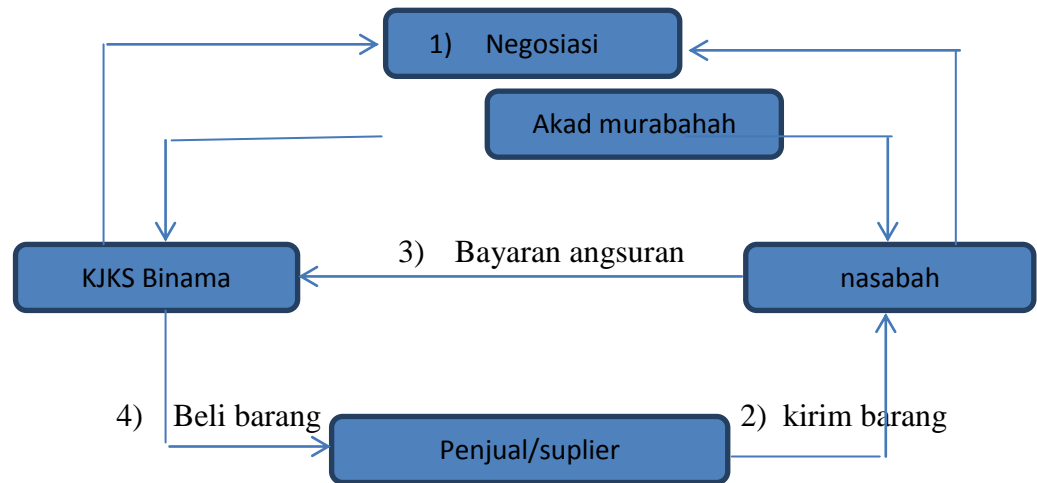 1) Negosiasi
Akad murabahah
3) Bayaran angsuran
KJKS Binama
nasabah
4) Beli barang
2) kirim barang
Penjual/suplier